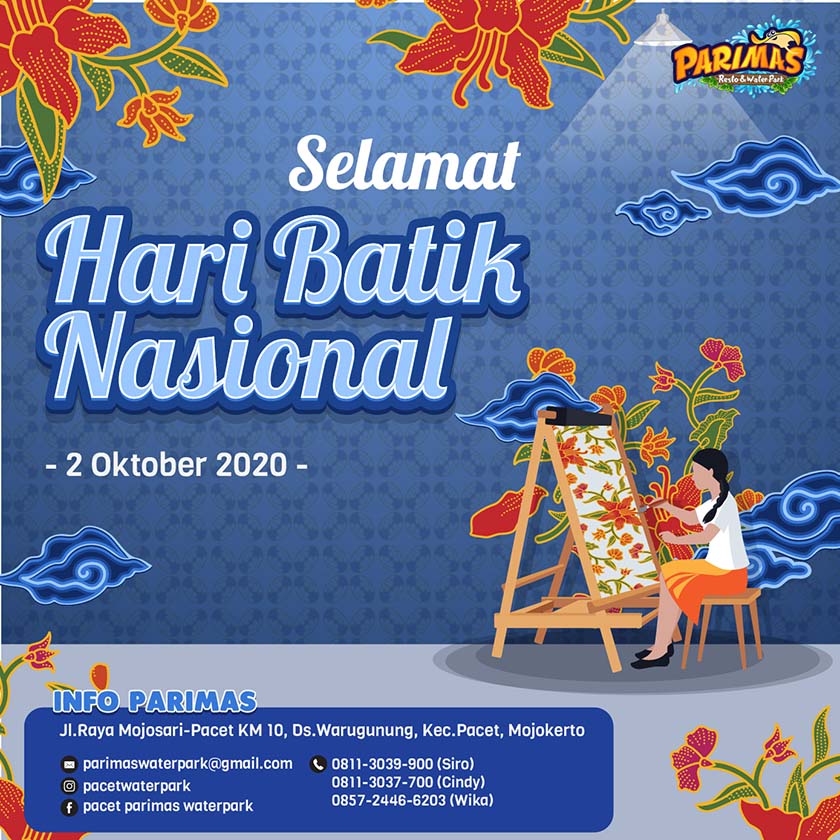 PARIMAS
Resto & WaterPark
Selamat
Hari Batik
Nasional
- 2 Oktober 2020 -
INFO PARIMAS
Jl.Raya Mojosari-Pacet KM 10, Ds.Warugunung, Kec.Pacet, Mojokerto
parimaswaterpark@gmail.com
pacetwaterpark
pacet parimas waterpark
0811-3039-900 (Siro)
0811-3037-700 (Cindy)
0857-2446-6203 (Wika)